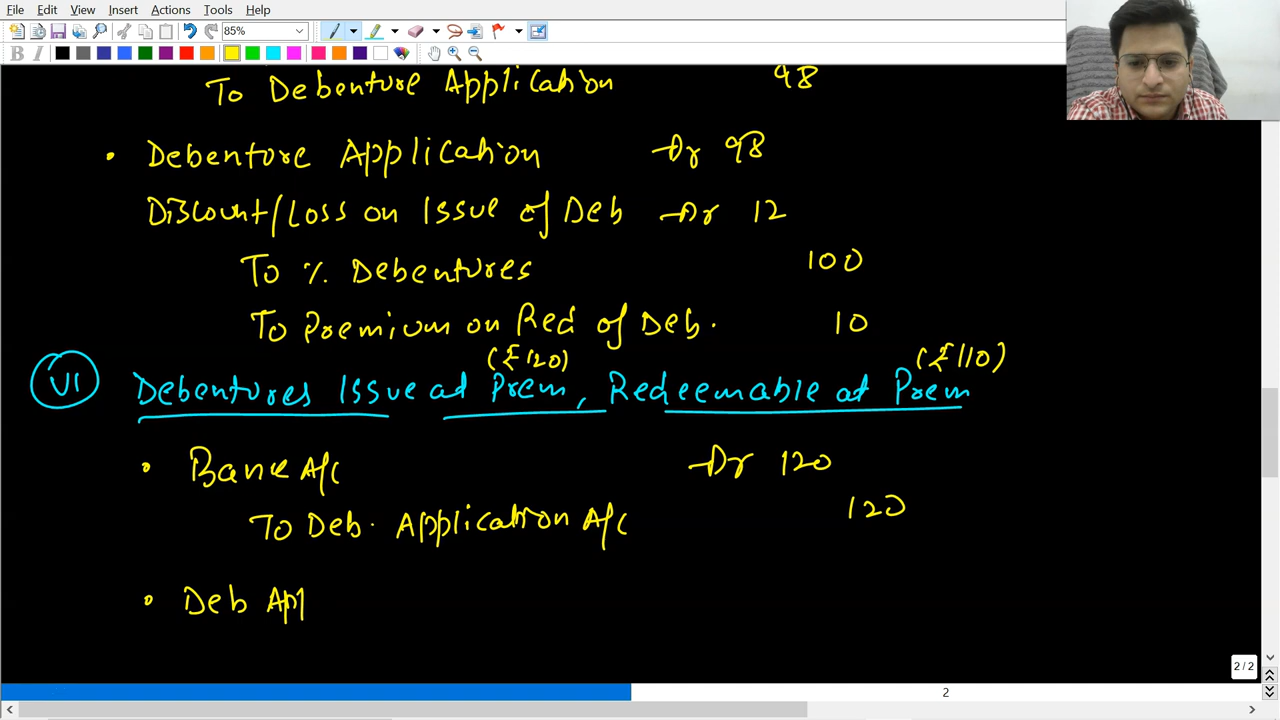 File Edit View Insert Actions Tools Help
85%
B I U
To Debenture Application 98
• Debenture Application Dr 98
Discount/Loss on Issue of Deb Dr 12
To % Debentures 100
To Premium on Red of Deb. 10
(₹120) (₹110)
VI Debentures Issue at Prem, Redeemable at Prem
• Bank A/c Dr 120
To Deb. Application A/c 120
• Deb Appl
2 / 2
2